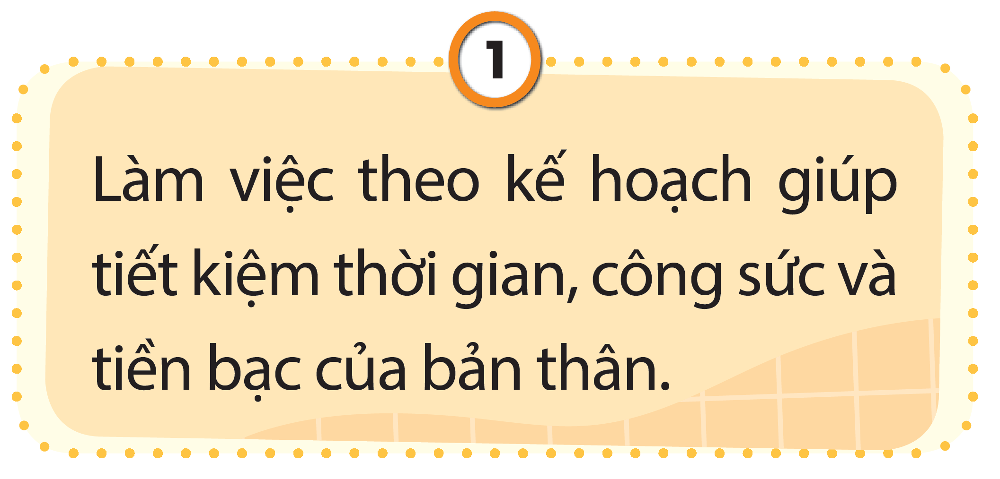 1
Làm việc theo kế hoạch giúp
tiết kiệm thời gian, công sức và
tiền bạc của bản thân.